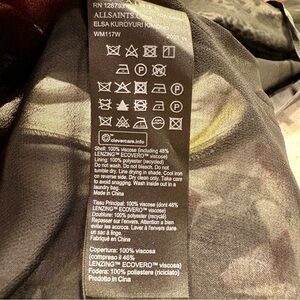 RN 128793
ALLSAINTS
ELSA KUROYURI
WM117W
clevercare.info
Shell: 100% viscose (including 48%
LENZING™ ECOVERO™ viscose)
Lining: 100% polyester (recycled)
Do not wash. Do not bleach. Do not
tumble dry. Line drying in shade. Cool iron
on reverse side. Dry clean only. Take care
to avoid snagging. Wash inside out in a
laundry bag.
Made in China
Tissu Principal: 100% viscose (dont 48%
LENZING™ ECOVERO™ viscose)
Doublure: 100% polyester (recyclé)
Repasser sur l'envers. Attention à bien
éviter les accrocs. Laver à l'envers dans
un sac à linge.
Fabriqué en China
Copertura: 100% viscosa
(compreso il 48%
LENZING™ ECOVERO™ viscosa)
Fodera: 100% poliestere (riciclato)
Prodotto in Cina